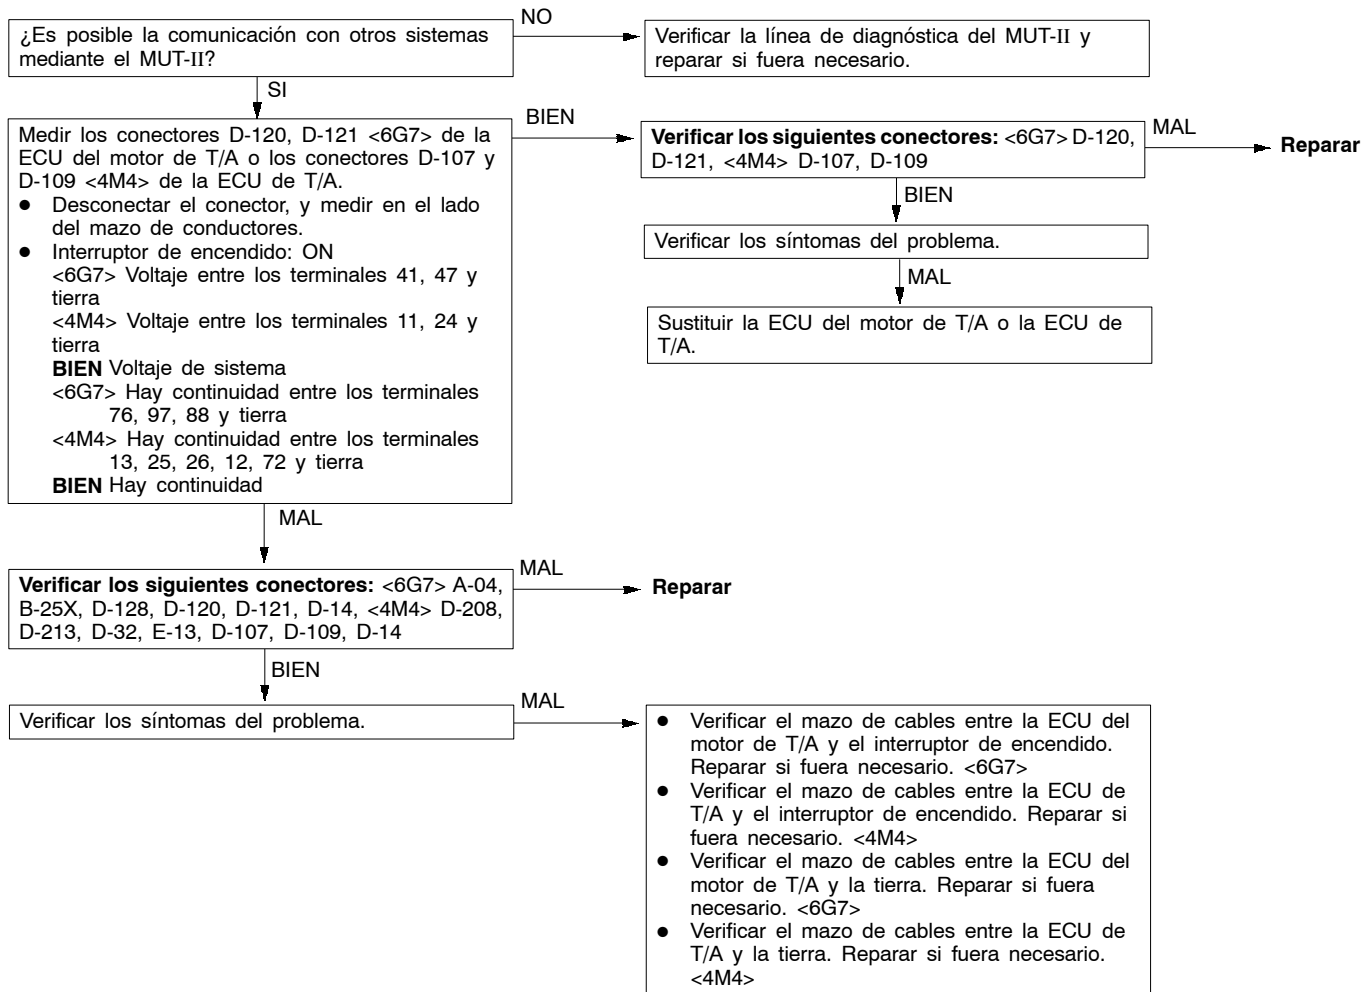 ¿Es posible la comunicación con otros sistemas
mediante el MUT-II?
NO
Verificar la línea de diagnóstica del MUT-II y
reparar si fuera necesario.
SI
Medir los conectores D-120, D-121 <6G7> de la
ECU del motor de T/A o los conectores D-107 y
D-109 <4M4> de la ECU de T/A.
● Desconectar el conector, y medir en el lado
del mazo de conductores.
● Interruptor de encendido: ON
<6G7> Voltaje entre los terminales 41, 47 y
tierra
<4M4> Voltaje entre los terminales 11, 24 y
tierra
BIEN Voltaje de sistema
<6G7> Hay continuidad entre los terminales
76, 97, 88 y tierra
<4M4> Hay continuidad entre los terminales
13, 25, 26, 12, 72 y tierra
BIEN Hay continuidad
BIEN
Verificar los siguientes conectores: <6G7> D-120,
D-121, <4M4> D-107, D-109
MAL
Reparar
BIEN
Verificar los síntomas del problema.
MAL
Sustituir la ECU del motor de T/A o la ECU de
T/A.
MAL
Verificar los siguientes conectores: <6G7> A-04,
B-25X, D-128, D-120, D-121, D-14, <4M4> D-208,
D-213, D-32, E-13, D-107, D-109, D-14
MAL
Reparar
BIEN
Verificar los síntomas del problema.
MAL
● Verificar el mazo de cables entre la ECU del
motor de T/A y el interruptor de encendido.
Reparar si fuera necesario. <6G7>
● Verificar el mazo de cables entre la ECU de
T/A y el interruptor de encendido. Reparar si
fuera necesario. <4M4>
● Verificar el mazo de cables entre la ECU del
motor de T/A y la tierra. Reparar si fuera
necesario. <6G7>
● Verificar el mazo de cables entre la ECU de
T/A y la tierra. Reparar si fuera necesario.
<4M4>